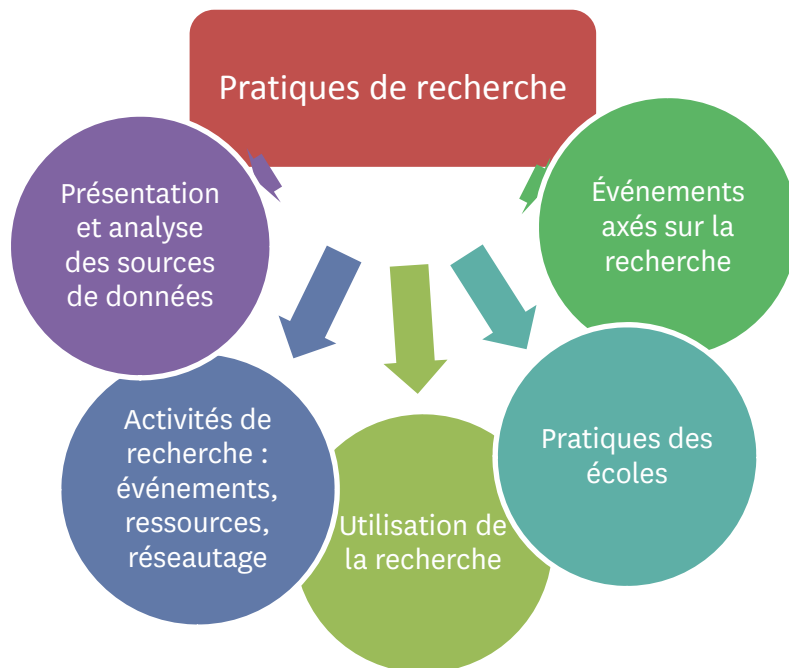 Pratiques de recherche
Présentation
et analyse
des sources
de données
Activités de
recherche :
événements,
ressources,
réseautage
Utilisation de
la recherche
Pratiques des
écoles
Événements
axés sur la
recherche